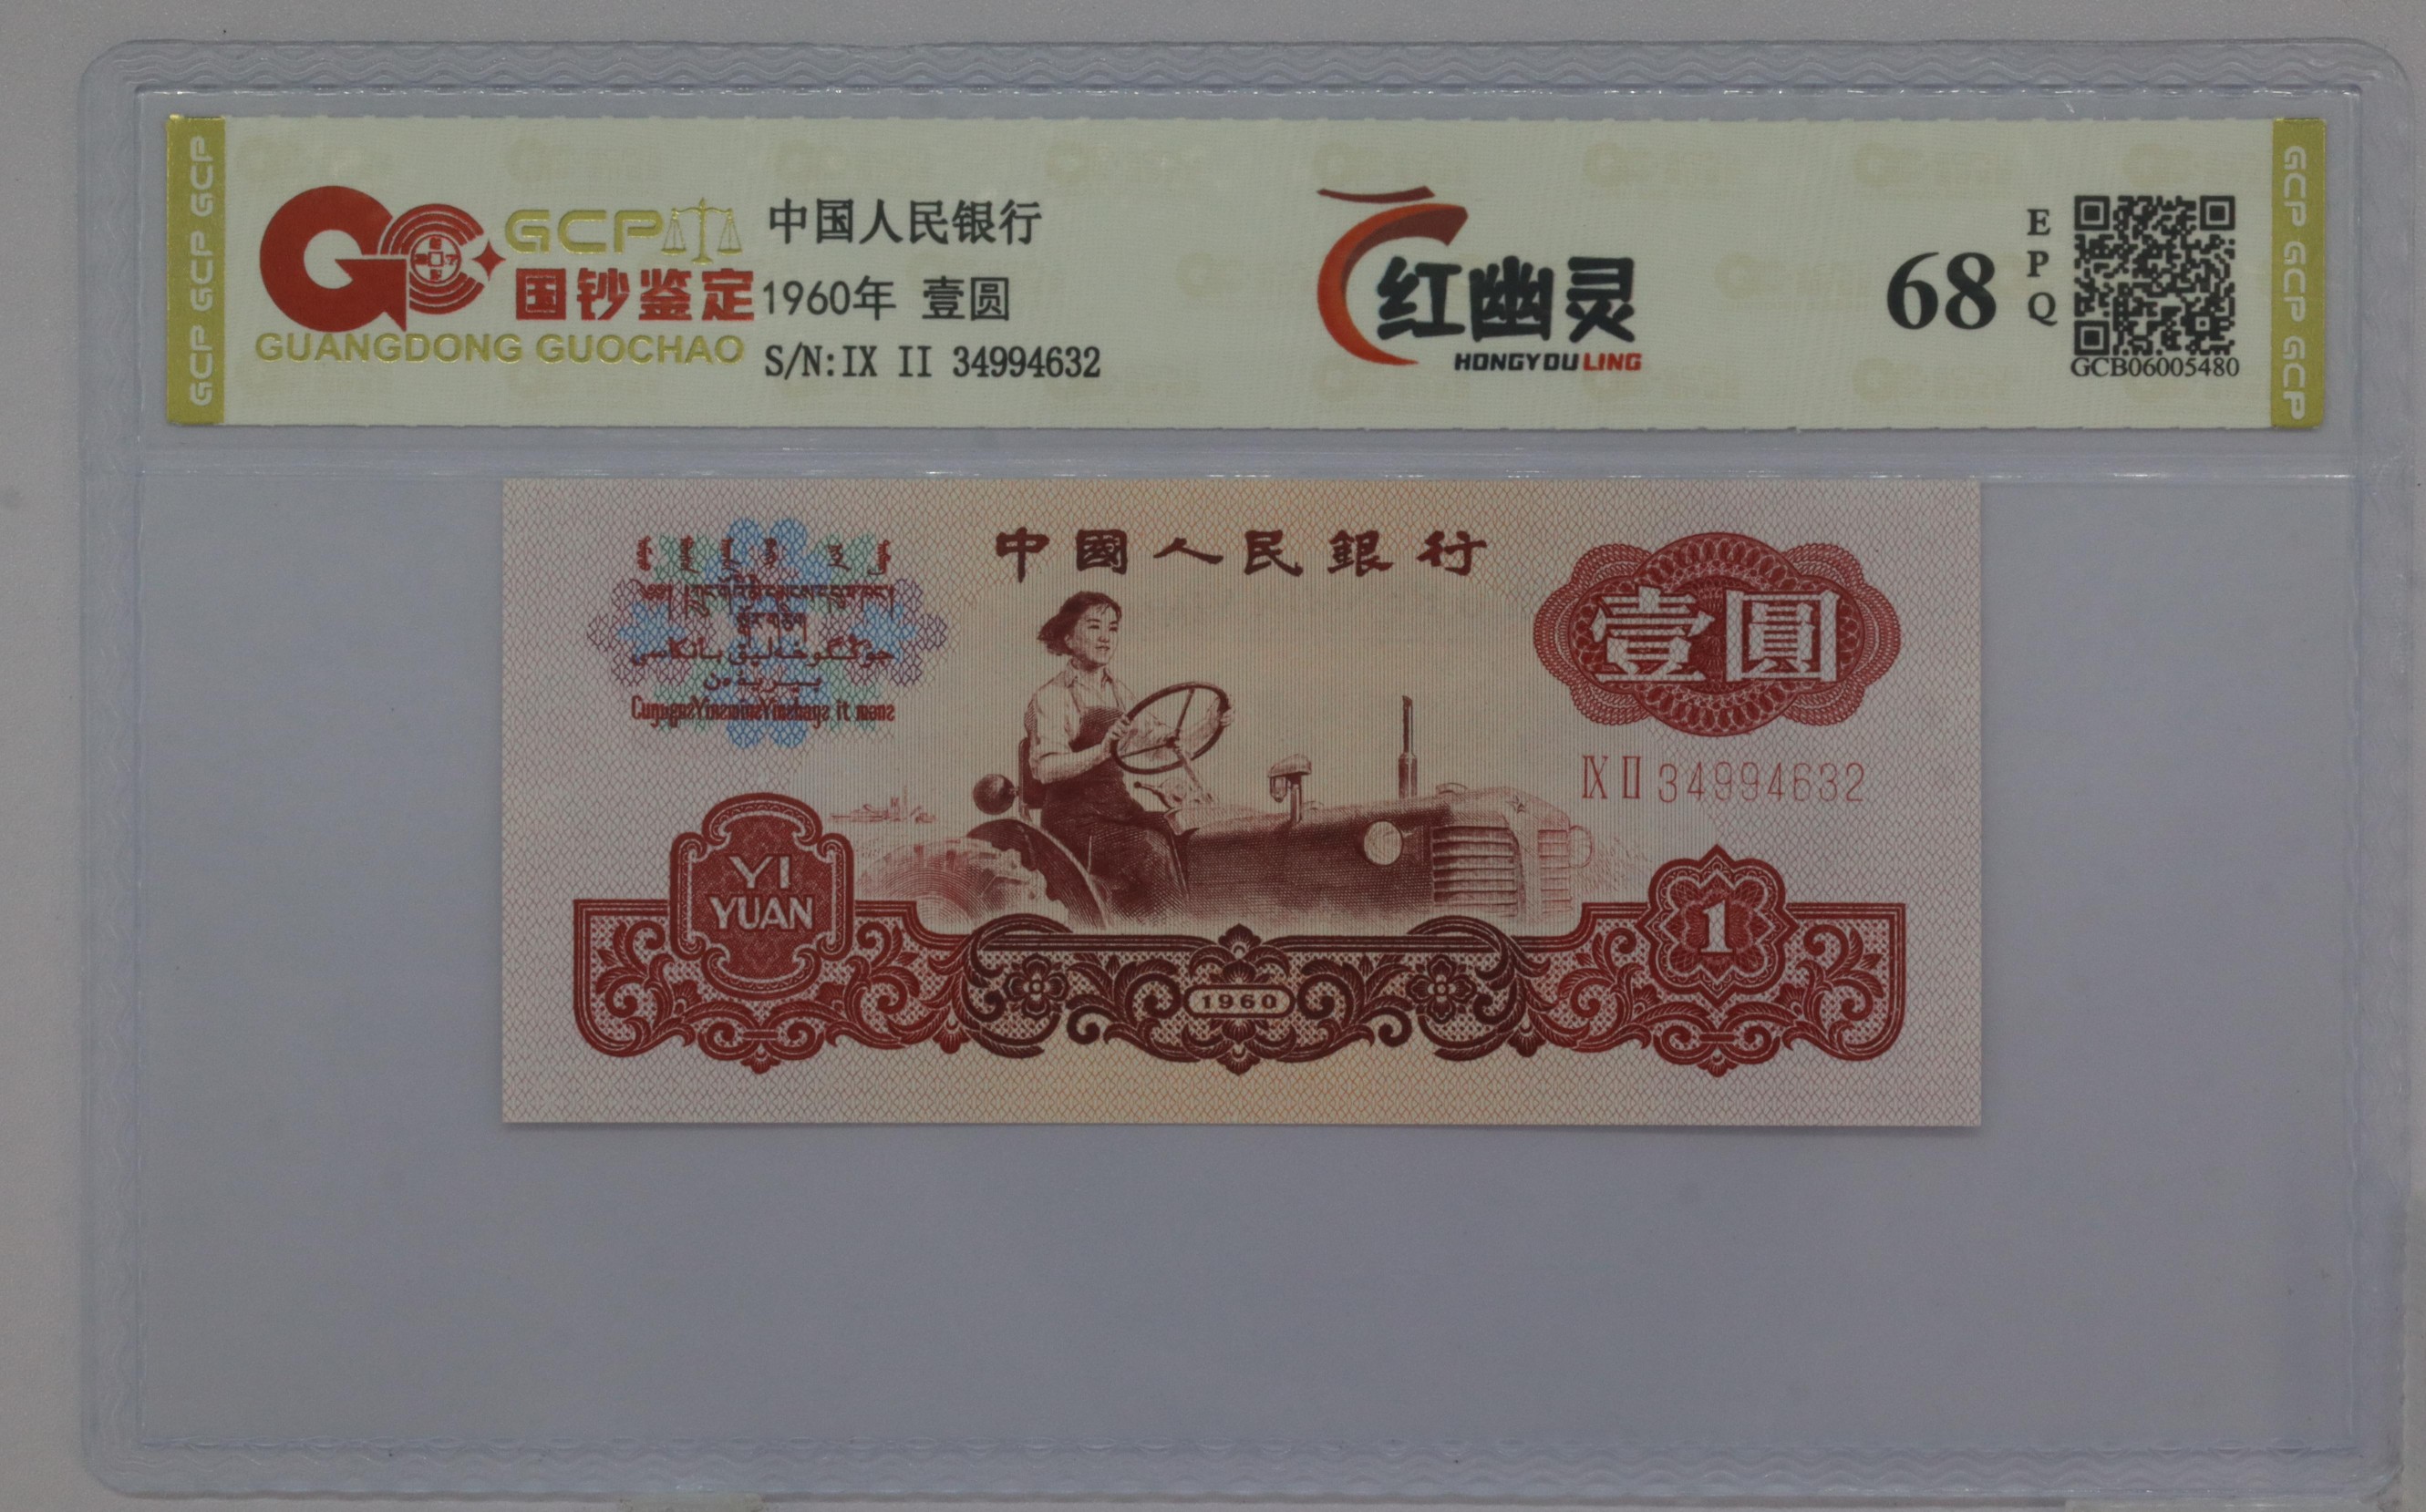 GCP GCP GCP
GCP
国钞鉴定
GUANGDONG GUOCHAO
中国人民银行
1960年 壹圆
S/N:IX II 34994632
红幽灵
HONGYOULING
68
E
P
Q
GCB06005480
GCP GCP GCP
中國人民銀行
壹圓
IX II 34994632
YI
YUAN
1960
1